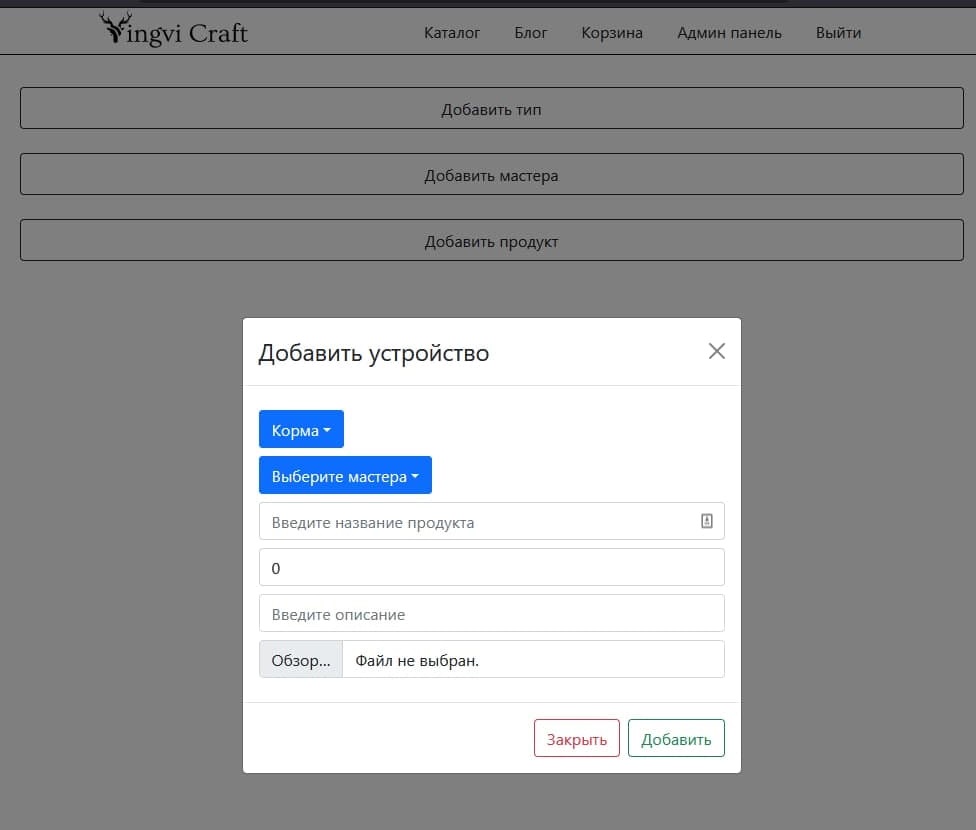 Yingvi Craft Каталог Блог Корзина Админ панель Выйти
Добавить тип
Добавить мастера
Добавить продукт
Добавить устройство
Корма
Выберите мастера
Введите название продукта
0
Введите описание
Обзор... Файл не выбран.
Закрыть Добавить